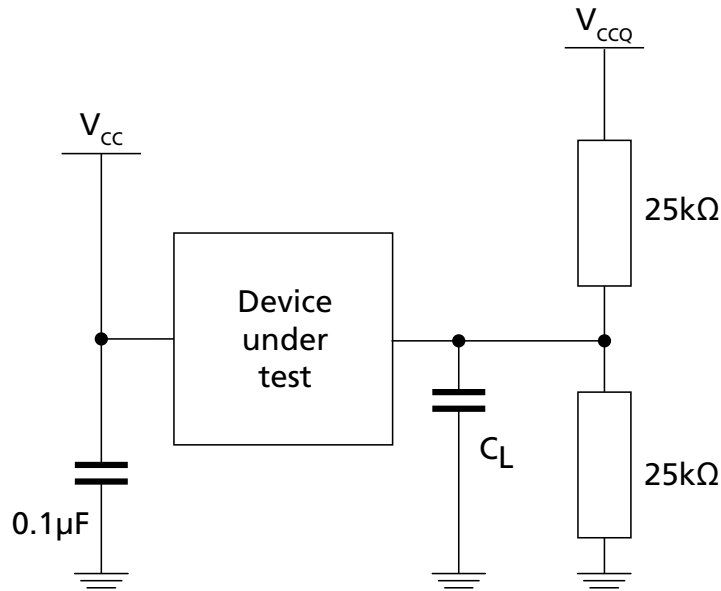 V_CCQ
V_CC
25kΩ
Device
under
test
C_L
25kΩ
0.1µF